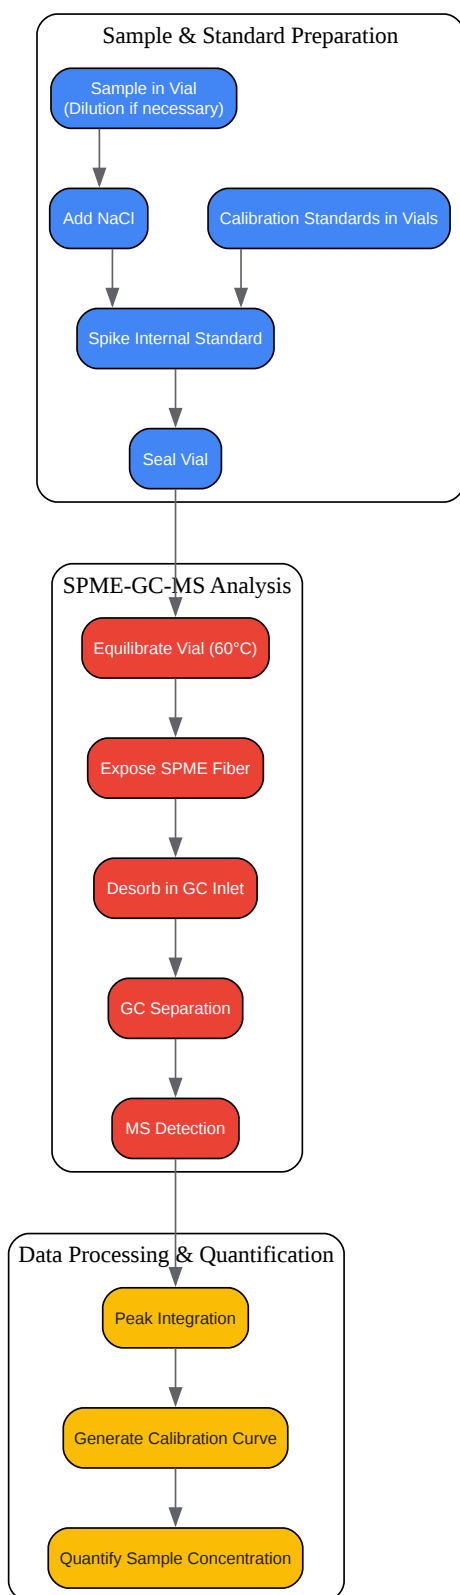 Sample & Standard Preparation
Sample in Vial
(Dilution if necessary)
Add NaCl
Calibration Standards in Vials
Spike Internal Standard
Seal Vial
SPME-GC-MS Analysis
Equilibrate Vial (60°C)
Expose SPME Fiber
Desorb in GC Inlet
GC Separation
MS Detection
Data Processing & Quantification
Peak Integration
Generate Calibration Curve
Quantify Sample Concentration